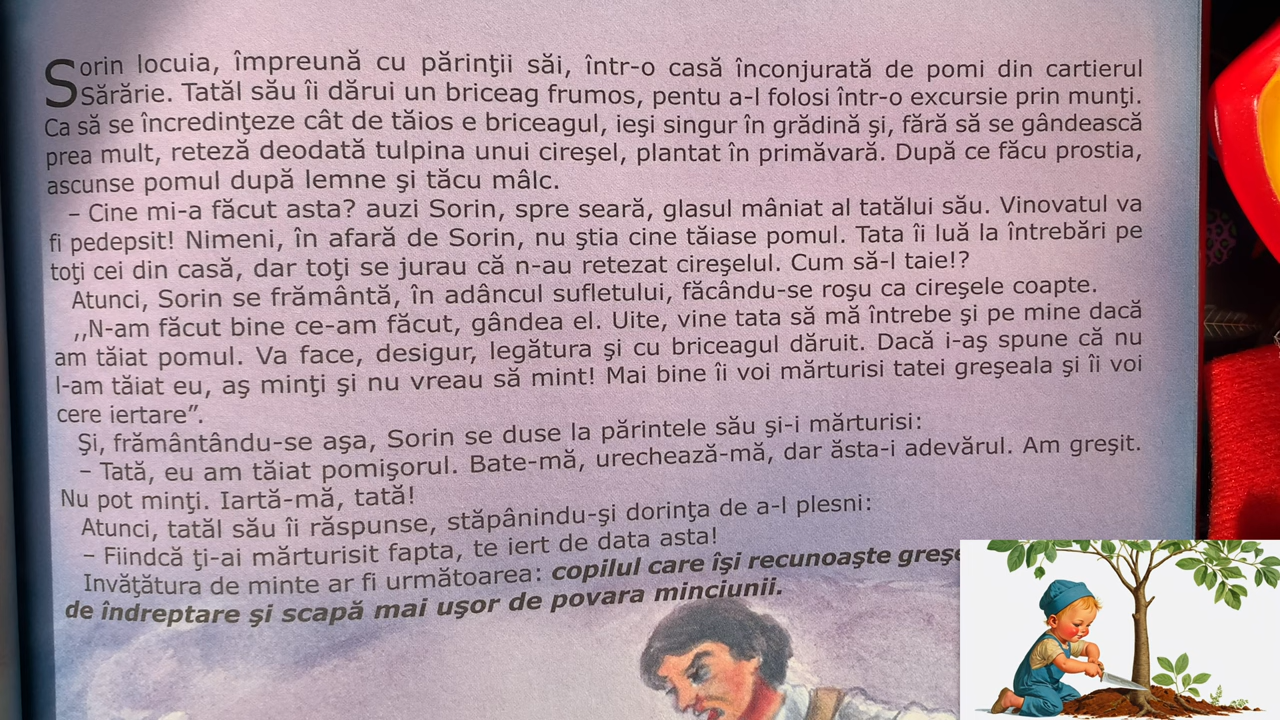 Sorin locuia, împreună cu părinţii săi, într-o casă înconjurată de pomi din cartierul
Sărărie. Tatăl său îi dărui un briceag frumos, pentu a-l folosi într-o excursie prin munţi.
Ca să se încredinţeze cât de tăios e briceagul, ieşi singur în grădină şi, fără să se gândească
prea mult, reteză deodată tulpina unui cireşel, plantat în primăvară. După ce făcu prostia,
ascunse pomul după lemne şi tăcu mâlc.
– Cine mi-a făcut asta? auzi Sorin, spre seară, glasul mâniat al tatălui său. Vinovatul va
fi pedepsit! Nimeni, în afară de Sorin, nu ştia cine tăiase pomul. Tata îi luă la întrebări pe
toţi cei din casă, dar toţi se jurau că n-au retezat cireşelul. Cum să-l taie!?
Atunci, Sorin se frământă, în adâncul sufletului, făcându-se roşu ca cireşele coapte.
,,N-am făcut bine ce-am făcut, gândea el. Uite, vine tata să mă întrebe şi pe mine dacă
am tăiat pomul. Va face, desigur, legătura şi cu briceagul dăruit. Dacă i-aş spune că nu
l-am tăiat eu, aş minţi şi nu vreau să mint! Mai bine îi voi mărturisi tatei greşeala şi îi voi
cere iertare”.
Şi, frământându-se aşa, Sorin se duse la părintele său şi-i mărturisi:
– Tată, eu am tăiat pomişorul. Bate-mă, urechează-mă, dar ăsta-i adevărul. Am greşit.
Nu pot minţi. Iartă-mă, tată!
Atunci, tatăl său îi răspunse, stăpânindu-şi dorinţa de a-l plesni:
– Fiindcă ţi-ai mărturisit fapta, te iert de data asta!
Invăţătura de minte ar fi următoarea: copilul care îşi recunoaşte
de îndreptare şi scapă mai uşor de povara minciunii.